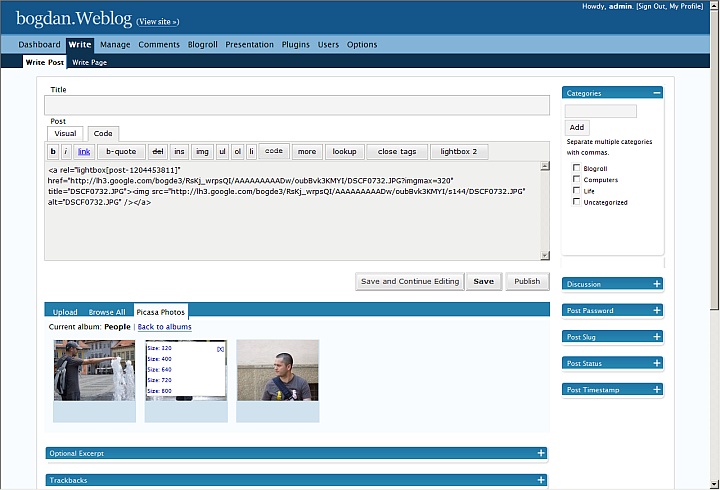 Howdy, admin. [Sign Out, My Profile]
bogdan.Weblog (View site »)
Dashboard Write Manage Comments Blogroll Presentation Plugins Users Options
Write Post Write Page
Title
Post
Visual Code
b i link b-quote del ins img ul ol li code more lookup close tags lightbox 2
<a rel="lightbox[post-1204453811]"
href="http://lh3.google.com/bogde3/RsKj_wrpsQI/AAAAAAAAADw/oubBvk3KMYI/DSCF0732.JPG?imgmax=320"
title="DSCF0732.JPG"><img src="http://lh3.google.com/bogde3/RsKj_wrpsQI/AAAAAAAAADw/oubBvk3KMYI/s144/DSCF0732.JPG"
alt="DSCF0732.JPG" /></a>
Save and Continue Editing Save Publish
Upload Browse All Picasa Photos
Current album: People | Back to albums
Size: 320 [X]
Size: 400
Size: 640
Size: 720
Size: 800
Optional Excerpt +
Trackbacks +
Categories −
Add
Separate multiple categories
with commas.
Blogroll
Computers
Life
Uncategorized
Discussion +
Post Password +
Post Slug +
Post Status +
Post Timestamp +